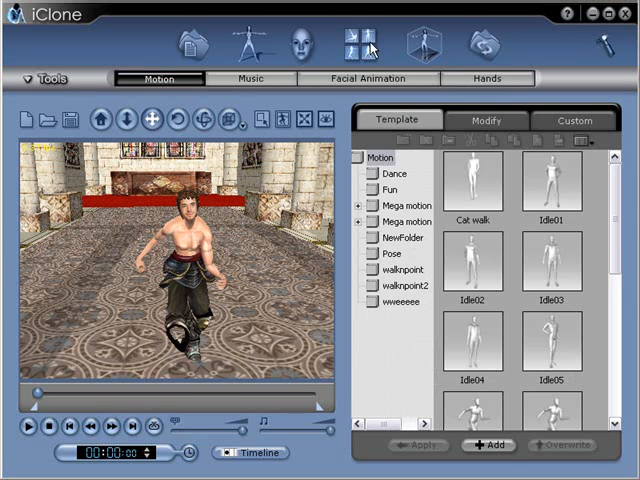 iClone
Tools
Motion
Music
Facial Animation
Hands
Template
Modify
Custom
Motion
Dance
Fun
Mega motion
Mega motion
NewFolder
Pose
walknpoint
walknpoint2
wweeeee
Cat walk
Idle01
Idle02
Idle03
Idle04
Idle05
00:00:00
Timeline
Apply
Add
Overwrite